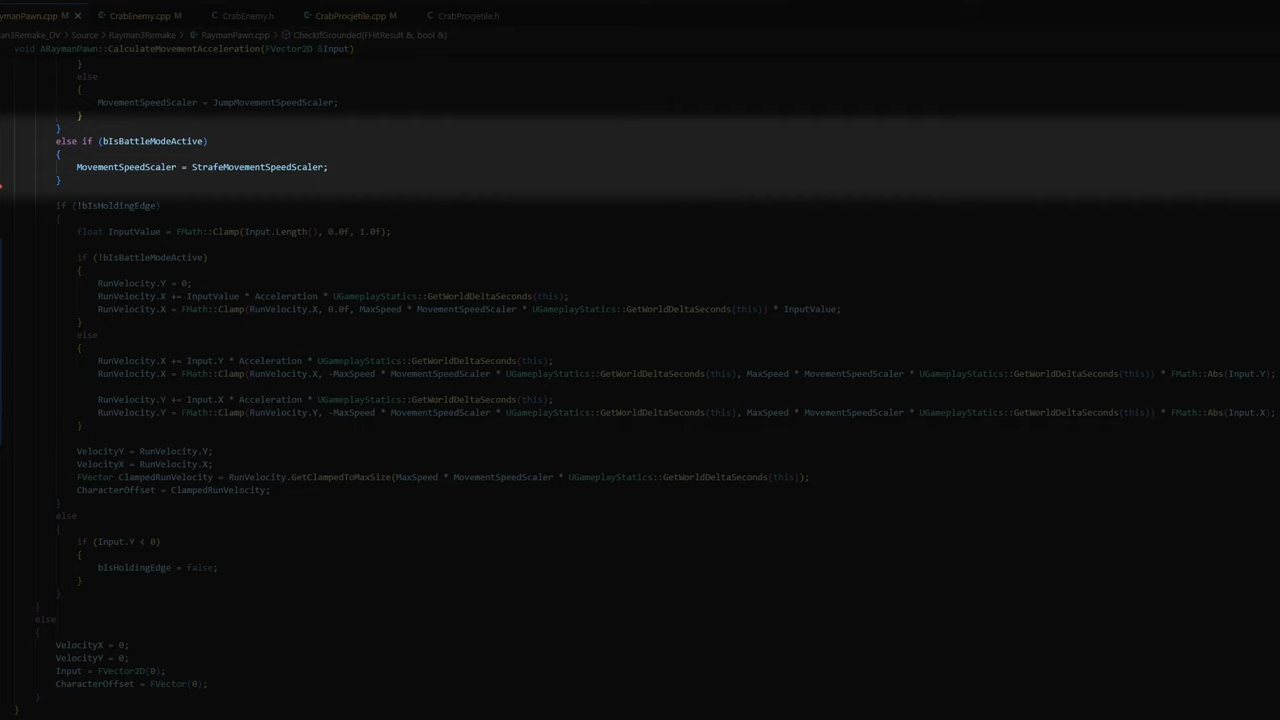 ymanPawn.cpp M CrabEnemy.cpp M CrabEnemy.h CrabProcjetile.cpp M CrabProcjetile.h
man3Remake_DV > Source > Rayman3Remake > RaymanPawn.cpp > CheckIfGrounded(FHitResult &, bool &)
void ARaymanPawn::CalculateMovementAcceleration(FVector2D &Input)
}
else
{
MovementSpeedScaler = JumpMovementSpeedScaler;
}
}
else if (bIsBattleModeActive)
{
MovementSpeedScaler = StrafeMovementSpeedScaler;
}
if (!bIsHoldingEdge)
{
float InputValue = FMath::Clamp(Input.Length(), 0.0f, 1.0f);
if (!bIsBattleModeActive)
{
RunVelocity.Y = 0;
RunVelocity.X += InputValue * Acceleration * UGameplayStatics::GetWorldDeltaSeconds(this);
RunVelocity.X = FMath::Clamp(RunVelocity.X, 0.0f, MaxSpeed * MovementSpeedScaler * UGameplayStatics::GetWorldDeltaSeconds(this)) * InputValue;
}
else
{
RunVelocity.X += Input.Y * Acceleration * UGameplayStatics::GetWorldDeltaSeconds(this);
RunVelocity.X = FMath::Clamp(RunVelocity.X, -MaxSpeed * MovementSpeedScaler * UGameplayStatics::GetWorldDeltaSeconds(this), MaxSpeed * MovementSpeedScaler * UGameplayStatics::GetWorldDeltaSeconds(this)) * FMath::Abs(Input.Y);
RunVelocity.Y += Input.X * Acceleration * UGameplayStatics::GetWorldDeltaSeconds(this);
RunVelocity.Y = FMath::Clamp(RunVelocity.Y, -MaxSpeed * MovementSpeedScaler * UGameplayStatics::GetWorldDeltaSeconds(this), MaxSpeed * MovementSpeedScaler * UGameplayStatics::GetWorldDeltaSeconds(this)) * FMath::Abs(Input.X);
}
VelocityY = RunVelocity.Y;
VelocityX = RunVelocity.X;
FVector ClampedRunVelocity = RunVelocity.GetClampedToMaxSize(MaxSpeed * MovementSpeedScaler * UGameplayStatics::GetWorldDeltaSeconds(this));
CharacterOffset = ClampedRunVelocity;
}
else
{
if (Input.Y < 0)
{
bIsHoldingEdge = false;
}
}
}
else
{
VelocityX = 0;
VelocityY = 0;
Input = FVector2D(0);
CharacterOffset = FVector(0);
}
}